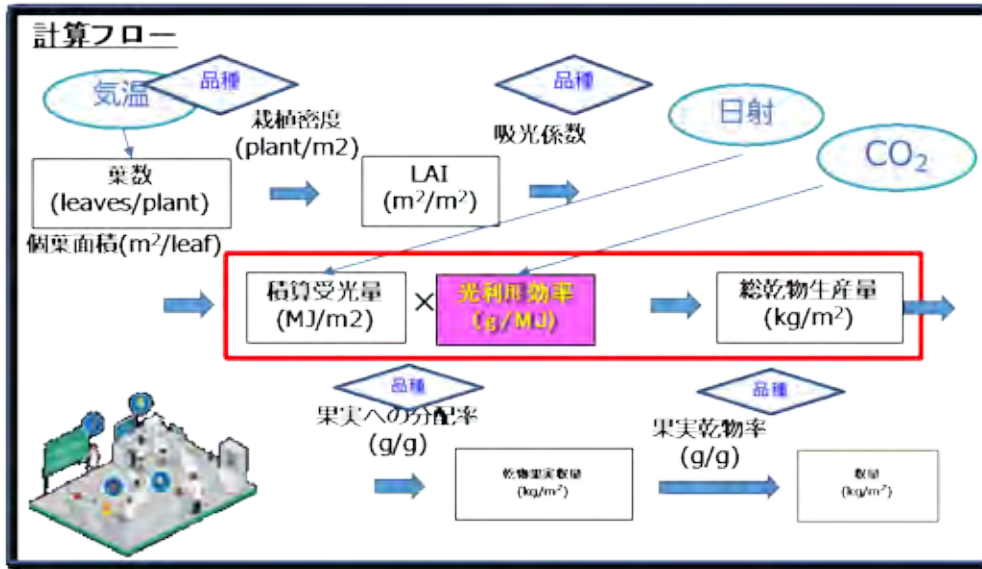 計算フロー
気温
品種
品種
日射
CO₂
栽植密度
(plant/m2)
吸光係数
葉数
(leaves/plant)
LAI
(m²/m²)
個葉面積(m²/leaf)
積算受光量
(MJ/m2)
×
光利用効率
(g/MJ)
総乾物生産量
(kg/m²)
品種
品種
果実への分配率
(g/g)
果実乾物率
(g/g)
乾物果実収量
(kg/m²)
収量
(kg/m²)